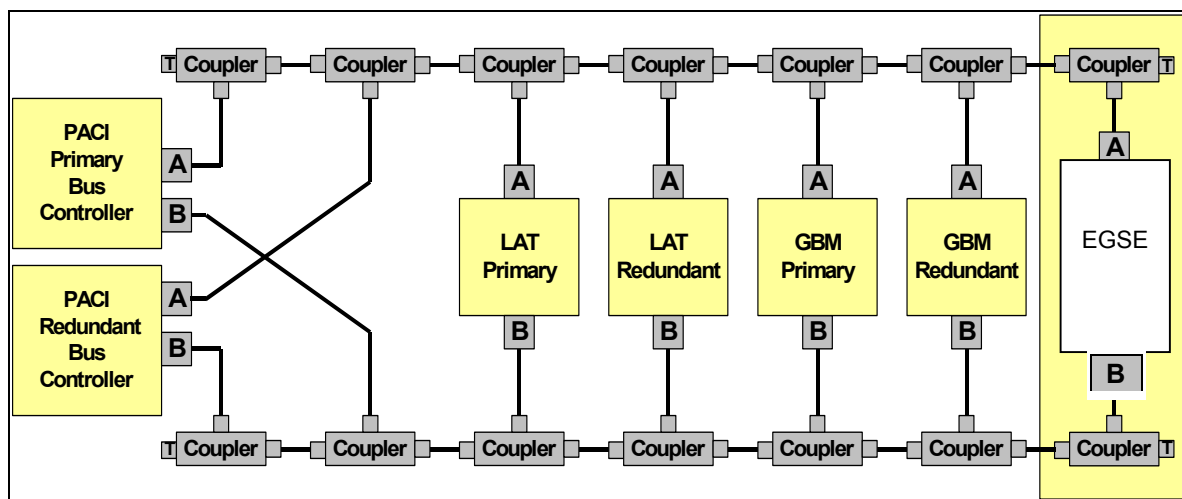 T Coupler Coupler Coupler Coupler Coupler Coupler Coupler T
PACI
Primary
Bus
Controller
A
B
PACI
Redundant
Bus
Controller
A
B
A
LAT
Primary
B
A
LAT
Redundant
B
A
GBM
Primary
B
A
GBM
Redundant
B
A
EGSE
B
T Coupler Coupler Coupler Coupler Coupler Coupler Coupler T